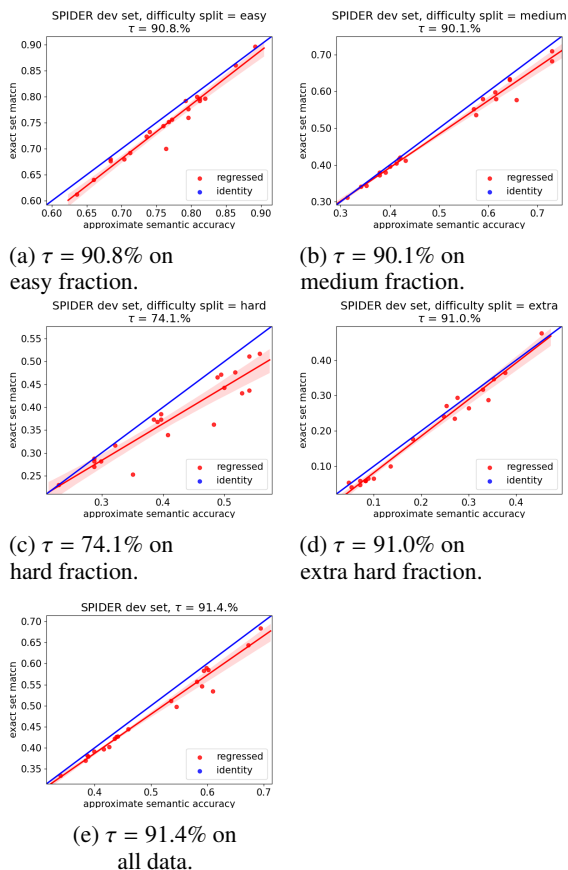 SPIDER dev set, difficulty split = easy
τ = 90.8.%
exact set match
0.90
0.85
0.80
0.75
0.70
0.65
0.60
regressed
identity
0.60 0.65 0.70 0.75 0.80 0.85 0.90
approximate semantic accuracy
(a) τ = 90.8% on
easy fraction.
SPIDER dev set, difficulty split = medium
τ = 90.1.%
exact set match
0.70
0.60
0.50
0.40
0.30
regressed
identity
0.3 0.4 0.5 0.6 0.7
approximate semantic accuracy
(b) τ = 90.1% on
medium fraction.
SPIDER dev set, difficulty split = hard
τ = 74.1.%
exact set match
0.55
0.50
0.45
0.40
0.35
0.30
0.25
regressed
identity
0.3 0.4 0.5
approximate semantic accuracy
(c) τ = 74.1% on
hard fraction.
SPIDER dev set, difficulty split = extra
τ = 91.0.%
exact set match
0.40
0.30
0.20
0.10
regressed
identity
0.1 0.2 0.3 0.4
approximate semantic accuracy
(d) τ = 91.0% on
extra hard fraction.
SPIDER dev set, τ = 91.4.%
exact set match
0.70
0.65
0.60
0.55
0.50
0.45
0.40
0.35
regressed
identity
0.4 0.5 0.6 0.7
approximate semantic accuracy
(e) τ = 91.4% on
all data.